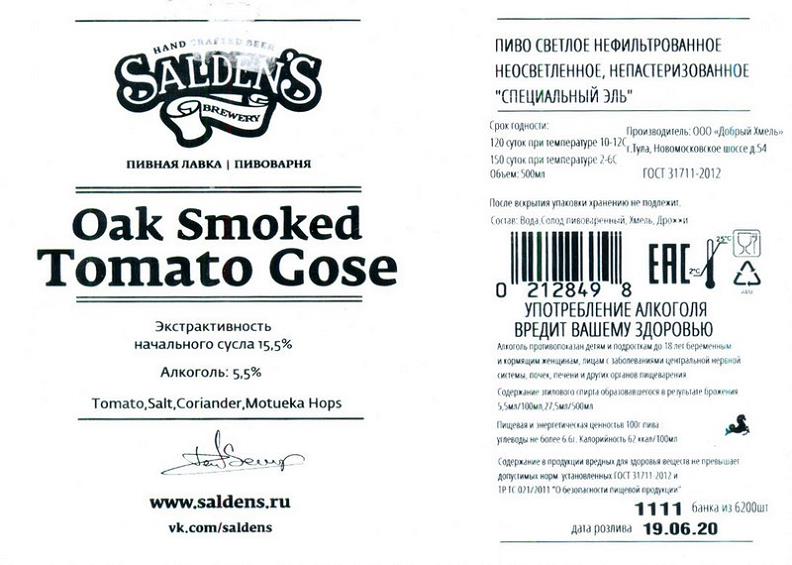 HAND CRAFTED BEER
SALDEN'S
BREWERY
ПИВНАЯ ЛАВКА | ПИВОВАРНЯ
Oak Smoked
Tomato Gose
Экстрактивность
начального сусла 15,5%
Алкоголь: 5,5%
Tomato,Salt,Coriander,Motueka Hops
www.saldens.ru
vk.com/saldens
ПИВО СВЕТЛОЕ НЕФИЛЬТРОВАННОЕ
НЕОСВЕТЛЕННОЕ, НЕПАСТЕРИЗОВАННОЕ
"СПЕЦИАЛЬНЫЙ ЭЛЬ"
Срок годности:
120 суток при температуре 10-12С
150 суток при температуре 2-6С
Объем: 500мл
Производитель: ООО «Добрый Хмель»
г.Тула, Новомосковское шоссе д.54
ГОСТ 31711-2012
После вскрытия упаковки хранению не подлежит.
Состав: Вода,Солод пивоваренный, Хмель, Дрожжи
0 212849 8
EAC
2°C
25°C
УПОТРЕБЛЕНИЕ АЛКОГОЛЯ
ВРЕДИТ ВАШЕМУ ЗДОРОВЬЮ
Алкоголь противопоказан детям и подросткам до 18 лет беременным
и кормящим женщинам, лицам с заболеваниями центральной нервной
системы, почек, печени и других органов пищеварения
Содержание этилового спирта образовавшегося в результате брожения
5,5мл/100мл,27,5мл/500мл
Пищевая и энергетическая ценность 100г пива
углеводы не более 6.6г. Калорийность 62 ккал/100мл
Содержание в продукции вредных для здоровья веществ не превышает
допустимых норм установленных ГОСТ 31711-2012 и
ТР ТС 021/2011 "О безопасности пищевой продукции"
1111 банка из 6200шт
дата розлива 19.06.20